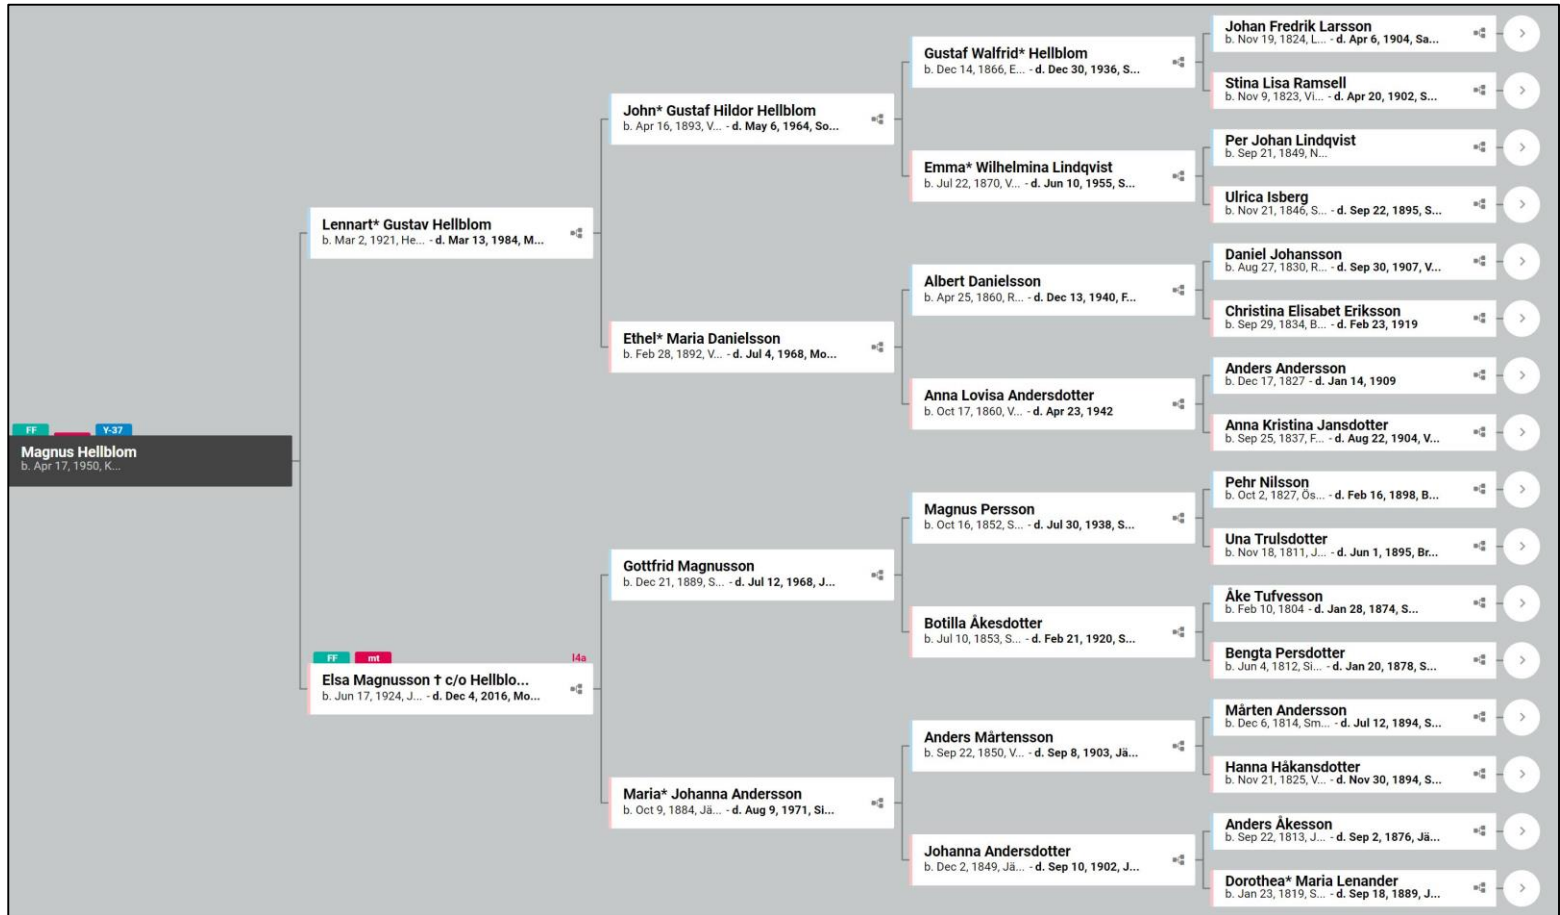 FF
Y-37
Magnus Hellblom
b. Apr 17, 1950, K...
Lennart* Gustav Hellblom
b. Mar 2, 1921, He... - d. Mar 13, 1984, M...
FF
mt
I4a
Elsa Magnusson † c/o Hellblo...
b. Jun 17, 1924, J... - d. Dec 4, 2016, Mo...
John* Gustaf Hildor Hellblom
b. Apr 16, 1893, V... - d. May 6, 1964, So...
Ethel* Maria Danielsson
b. Feb 28, 1892, V... - d. Jul 4, 1968, Mo...
Gottfrid Magnusson
b. Dec 21, 1889, S... - d. Jul 12, 1968, J...
Maria* Johanna Andersson
b. Oct 9, 1884, Jä... - d. Aug 9, 1971, Si...
Gustaf Walfrid* Hellblom
b. Dec 14, 1866, E... - d. Dec 30, 1936, S...
Emma* Wilhelmina Lindqvist
b. Jul 22, 1870, V... - d. Jun 10, 1955, S...
Albert Danielsson
b. Apr 25, 1860, R... - d. Dec 13, 1940, F...
Anna Lovisa Andersdotter
b. Oct 17, 1860, V... - d. Apr 23, 1942
Magnus Persson
b. Oct 16, 1852, S... - d. Jul 30, 1938, S...
Botilla Åkesdotter
b. Jul 10, 1853, S... - d. Feb 21, 1920, S...
Anders Mårtensson
b. Sep 22, 1850, V... - d. Sep 8, 1903, Jä...
Johanna Andersdotter
b. Dec 2, 1849, Jä... - d. Sep 10, 1902, J...
Johan Fredrik Larsson
b. Nov 19, 1824, L... - d. Apr 6, 1904, Sa...
Stina Lisa Ramsell
b. Nov 9, 1823, Vi... - d. Apr 20, 1902, S...
Per Johan Lindqvist
b. Sep 21, 1849, N...
Ulrica Isberg
b. Nov 21, 1846, S... - d. Sep 22, 1895, S...
Daniel Johansson
b. Aug 27, 1830, R... - d. Sep 30, 1907, V...
Christina Elisabet Eriksson
b. Sep 29, 1834, B... - d. Feb 23, 1919
Anders Andersson
b. Dec 17, 1827 - d. Jan 14, 1909
Anna Kristina Jansdotter
b. Sep 25, 1837, F... - d. Aug 22, 1904, V...
Pehr Nilsson
b. Oct 2, 1827, Ös... - d. Feb 16, 1898, B...
Una Trulsdotter
b. Nov 18, 1811, J... - d. Jun 1, 1895, Br...
Åke Tufvesson
b. Feb 10, 1804 - d. Jan 28, 1874, S...
Bengta Persdotter
b. Jun 4, 1812, Si... - d. Jan 20, 1878, S...
Mårten Andersson
b. Dec 6, 1814, Sm... - d. Jul 12, 1894, S...
Hanna Håkansdotter
b. Nov 21, 1825, V... - d. Nov 30, 1894, S...
Anders Åkesson
b. Sep 22, 1813, J... - d. Sep 2, 1876, Jä...
Dorothea* Maria Lenander
b. Jan 23, 1819, S... - d. Sep 18, 1889, J...